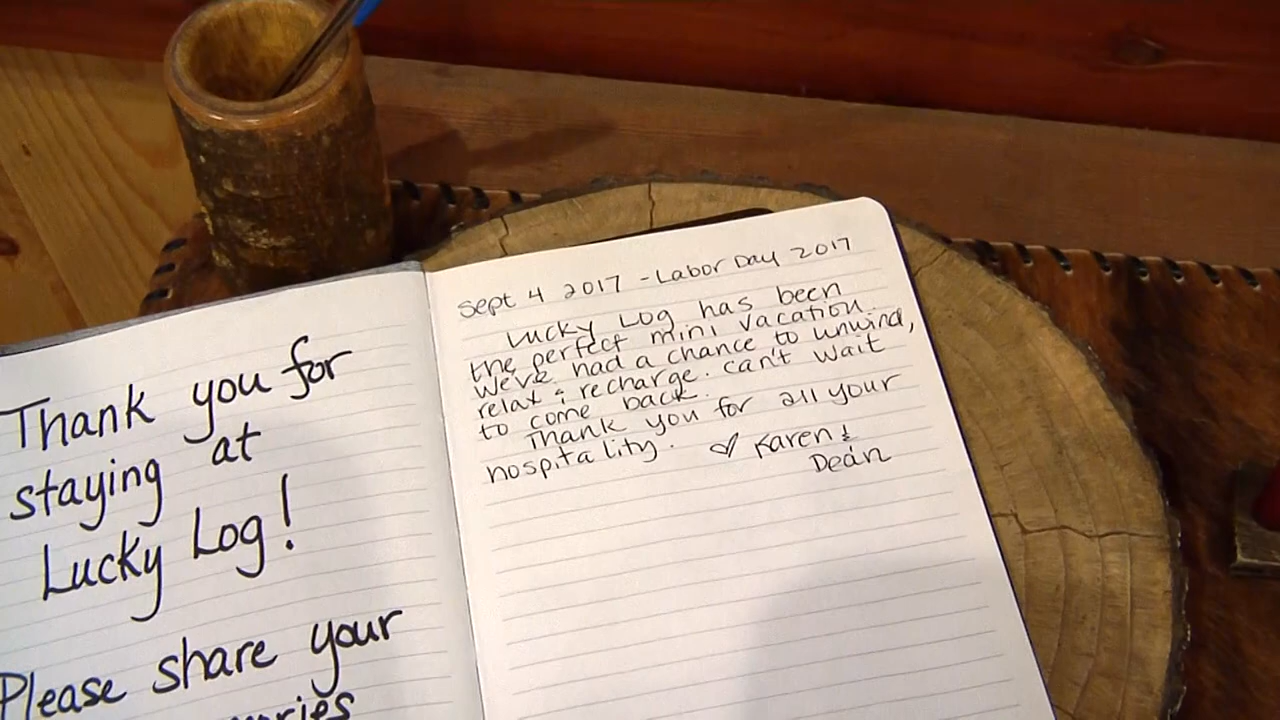 Thank you for
staying at
Lucky Log!
Please share your
Sept 4 2017 - Labor Day 2017
Lucky Log has been
the perfect mini vacation.
We've had a chance to unwind,
relax & recharge. can't wait
to come back.
Thank you for all your
hospitality. ♡ Karen &
Dean